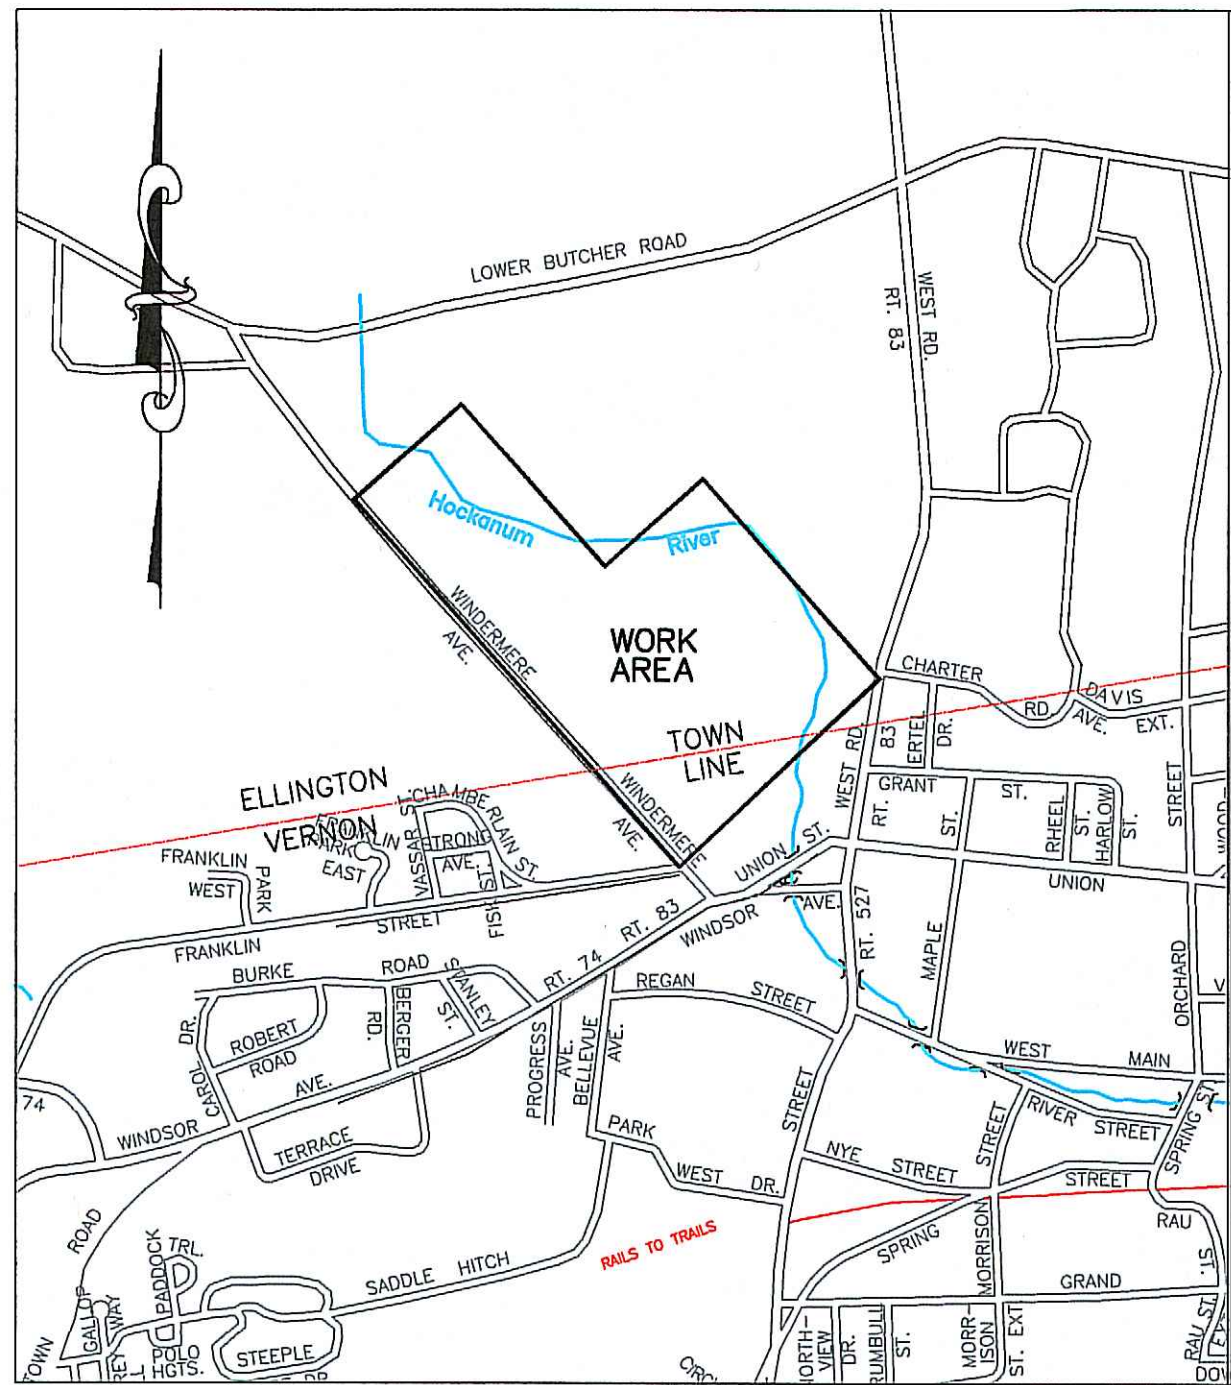 LOWER BUTCHER ROAD
WEST RD.
RT. 83
Hockanum
River
WINDERMERE
AVE.
WORK
AREA
TOWN
LINE
CHARTER
RD.
DAVIS
AVE.
EXT.
ERTEL
DR.
WEST RD.
RT.
83
GRANT
ST.
ST.
RHEEL
ST.
HARLOW
ST.
STREET
ELLINGTON
VERNON
WINDERMERE
AVE.
CHAMBERLAIN ST.
VASSAR ST.
STRONG
AVE.
FRANKLIN
PARK
EAST
FRANKLIN
WEST
PARK
STREET
FRANKLIN
UNION ST.
UNION
WINDSOR
AVE.
RT. 83
RT. 74
RT. 527
MAPLE
ORCHARD
BURKE
ROAD
STANLEY
ST.
BERGER
RD.
ROBERT
ROAD
CAROL
DR.
AVE.
WINDSOR
74
TERRACE
DRIVE
PROGRESS
AVE.
BELLEVUE
AVE.
REGAN
STREET
STREET
PARK
WEST
DR.
WEST
MAIN
RIVER
STREET
SPRING ST.
NYE
STREET
STREET
STREET
SPRING
RAU
ST.
RAILS TO TRAILS
MORRISON
GRAND
ROAD
PADDOCK
TRL.
GALLOP
SADDLE HITCH
POLO
HGTS.
STEEPLE
NORTH-
VIEW
DR.
ST.
MORR-
ISON
ST. EXT
RAU ST.